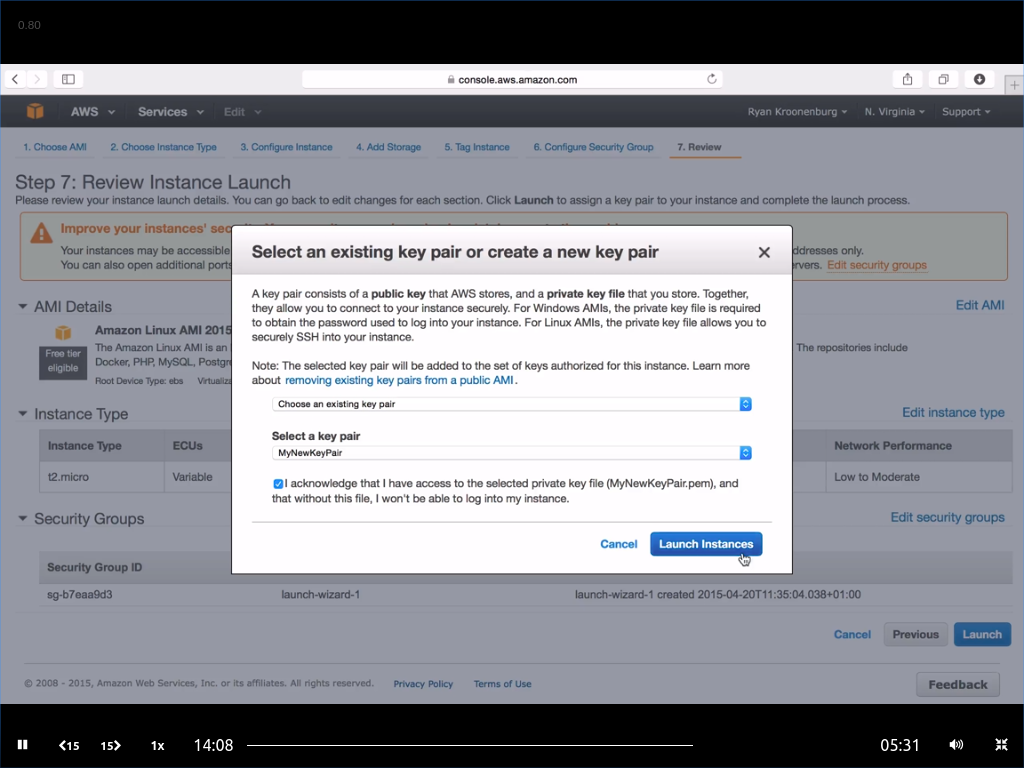 0.80
console.aws.amazon.com
AWS Services Edit Ryan Kroonenburg N. Virginia Support
1. Choose AMI 2. Choose Instance Type 3. Configure Instance 4. Add Storage 5. Tag Instance 6. Configure Security Group 7. Review
Step 7: Review Instance Launch
Please review your instance launch details. You can go back to edit changes for each section. Click Launch to assign a key pair to your instance and complete the launch process.
Improve your instances' sec
Your instances may be accessible
ddresses only.
You can also open additional ports
rvers. Edit security groups
Select an existing key pair or create a new key pair
A key pair consists of a public key that AWS stores, and a private key file that you store. Together,
they allow you to connect to your instance securely. For Windows AMIs, the private key file is required
to obtain the password used to log into your instance. For Linux AMIs, the private key file allows you to
securely SSH into your instance.
Note: The selected key pair will be added to the set of keys authorized for this instance. Learn more
about removing existing key pairs from a public AMI .
Choose an existing key pair
Select a key pair
MyNewKeyPair
I acknowledge that I have access to the selected private key file (MyNewKeyPair.pem), and
that without this file, I won't be able to log into my instance.
Cancel Launch Instances
AMI Details Edit AMI
Free tier
eligible
Amazon Linux AMI 2015
The Amazon Linux AMI is an
The repositories include
Docker, PHP, MySQL, Postgr
Root Device Type: ebs Virtualiz
Instance Type Edit instance type
Instance Type ECUs Network Performance
t2.micro Variable Low to Moderate
Security Groups Edit security groups
Security Group ID
sg-b7eaa9d3 launch-wizard-1 launch-wizard-1 created 2015-04-20T11:35:04.038+01:00
Cancel Previous Launch
© 2008 - 2015, Amazon Web Services, Inc. or its affiliates. All rights reserved. Privacy Policy Terms of Use Feedback
15 15 1x 14:08 05:31